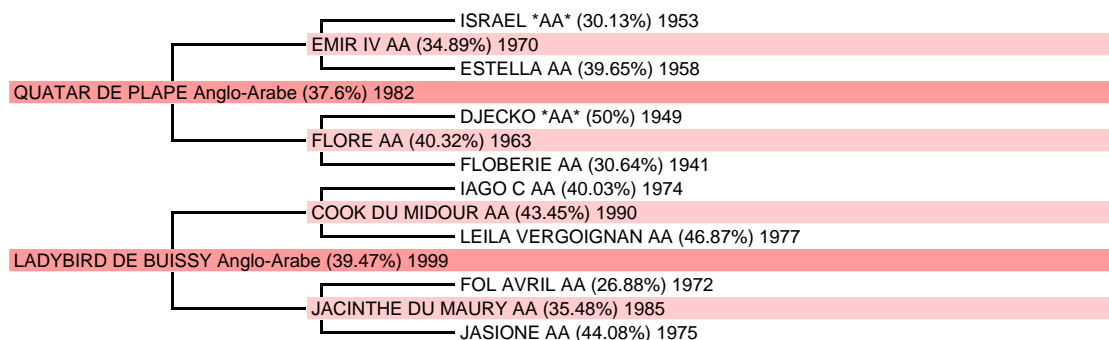 ISRAEL *AA* (30.13%) 1953
EMIR IV AA (34.89%) 1970
ESTELLA AA (39.65%) 1958
QUATAR DE PLAPE Anglo-Arabe (37.6%) 1982
DJECKO *AA* (50%) 1949
FLORE AA (40.32%) 1963
FLOBERIE AA (30.64%) 1941
IAGO C AA (40.03%) 1974
COOK DU MIDOUR AA (43.45%) 1990
LEILA VERGOIGNAN AA (46.87%) 1977
LADYBIRD DE BUISSY Anglo-Arabe (39.47%) 1999
FOL AVRIL AA (26.88%) 1972
JACINTHE DU MAURY AA (35.48%) 1985
JASIONE AA (44.08%) 1975